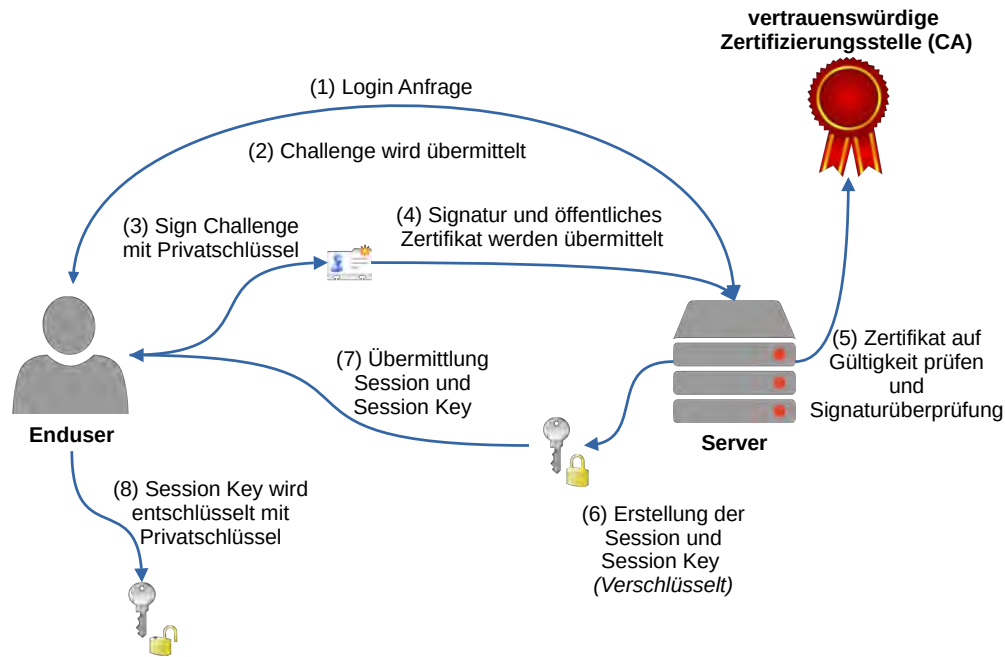 vertrauenswürdige
Zertifizierungsstelle (CA)
(1) Login Anfrage
(2) Challenge wird übermittelt
(3) Sign Challenge
mit Privatschlüssel
(4) Signatur und öffentliches
Zertifikat werden übermittelt
(5) Zertifikat auf
Gültigkeit prüfen
und
Signaturüberprüfung
(7) Übermittlung
Session und
Session Key
Enduser
Server
(8) Session Key wird
entschlüsselt mit
Privatschlüssel
(6) Erstellung der
Session und
Session Key
(Verschlüsselt)